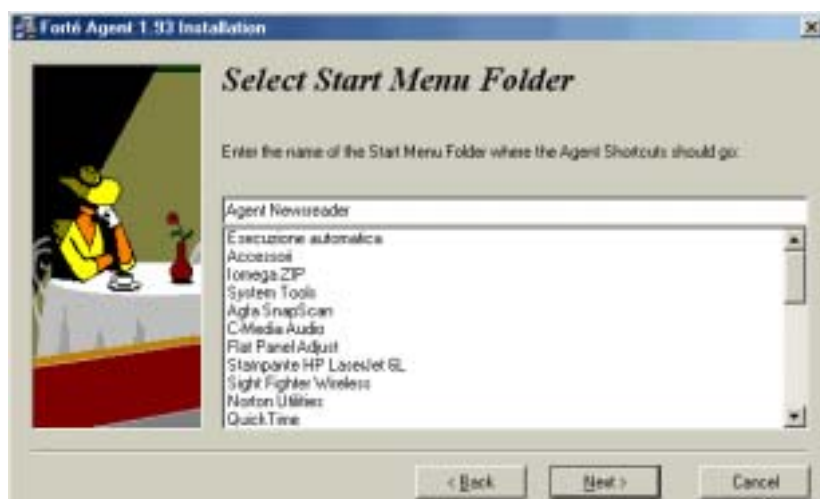 Forté Agent 1.93 Installation
Select Start Menu Folder
Enter the name of the Start Menu Folder where the Agent Shortcuts should go:
Agent Newsreader
Esecuzione automatica
Accessori
Iomega ZIP
System Tools
Agfa SnapScan
C-Media Audio
Flat Panel Adjust
Stampante HP LaserJet 6L
Sight Fighter Wireless
Norton Utilities
QuickTime
< Back
Next >
Cancel